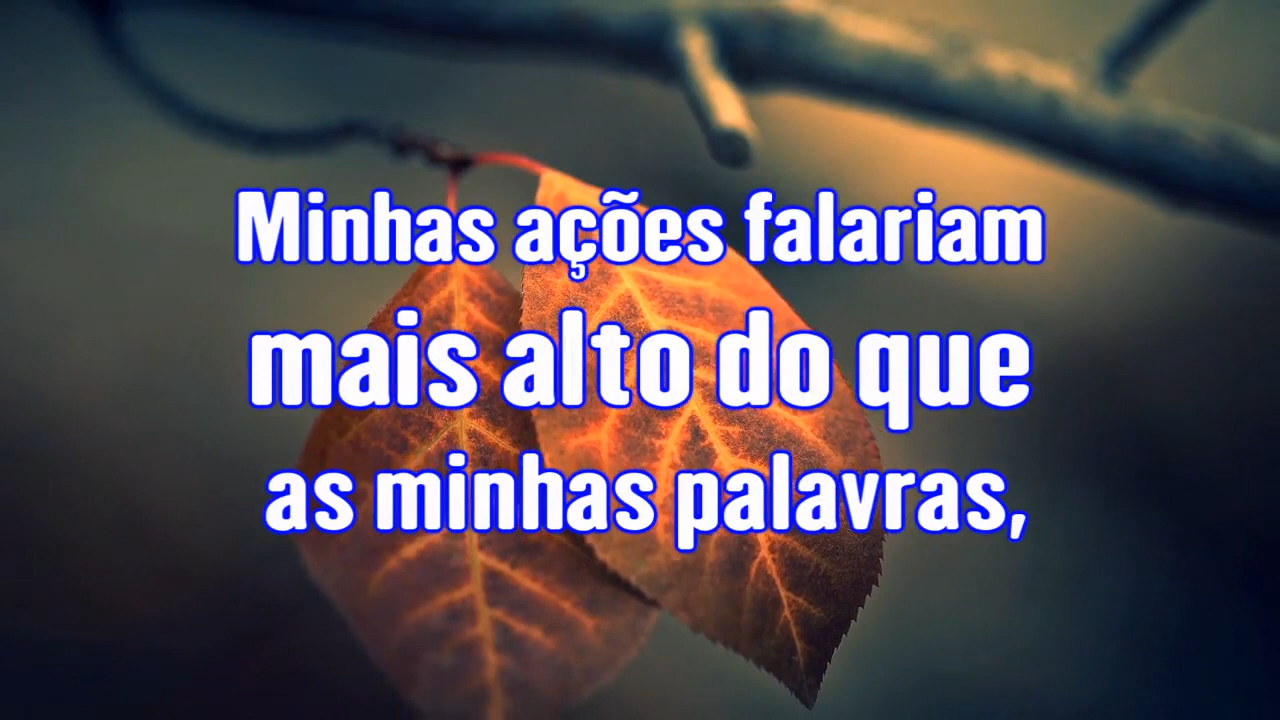 Minhas ações falariam
mais alto do que
as minhas palavras,